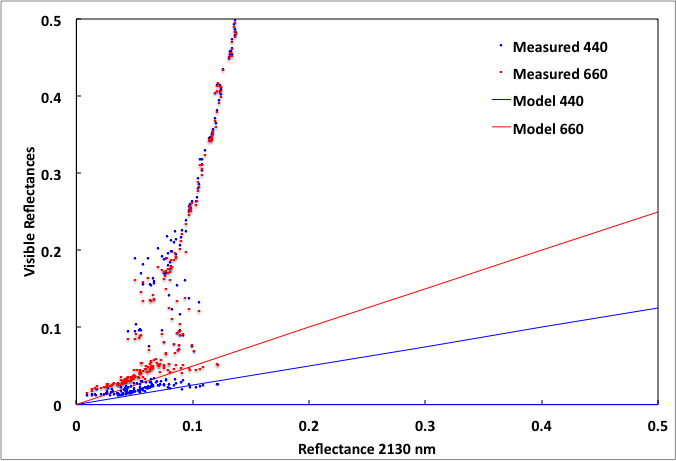 0.5
Measured 440
Measured 660
0.4
Model 440
Model 660
0.3
Visible Reflectances
0.2
0.1
0
0 0.1 0.2 0.3 0.4 0.5
Reflectance 2130 nm